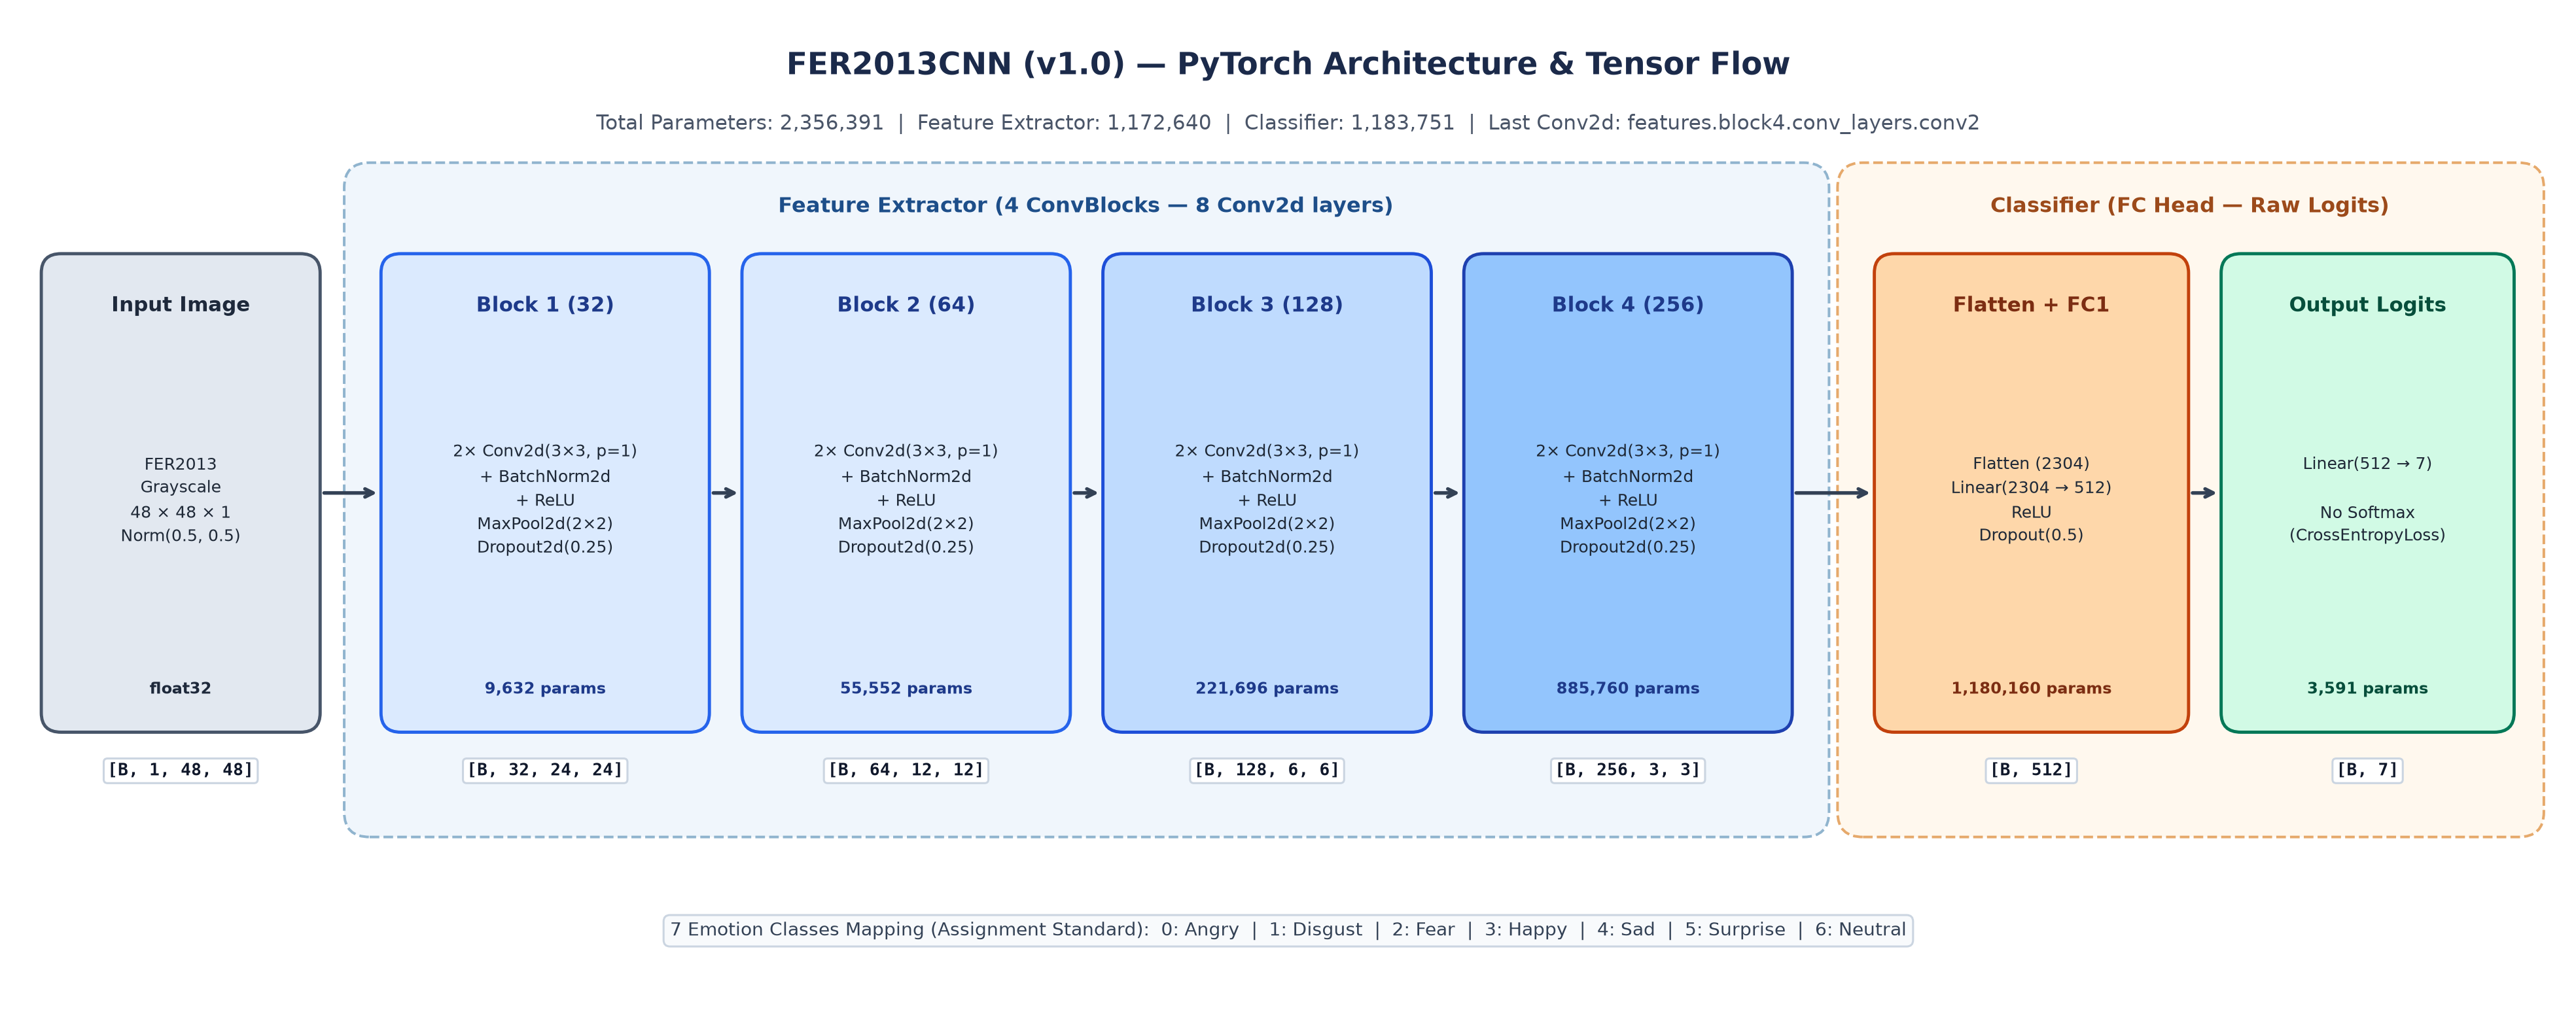 FER2013CNN (v1.0) — PyTorch Architecture & Tensor Flow
Total Parameters: 2,356,391 | Feature Extractor: 1,172,640 | Classifier: 1,183,751 | Last Conv2d: features.block4.conv_layers.conv2
Feature Extractor (4 ConvBlocks — 8 Conv2d layers)
Classifier (FC Head — Raw Logits)
Input Image
FER2013
Grayscale
48 × 48 × 1
Norm(0.5, 0.5)
float32
[B, 1, 48, 48]
Block 1 (32)
2× Conv2d(3×3, p=1)
+ BatchNorm2d
+ ReLU
MaxPool2d(2×2)
Dropout2d(0.25)
9,632 params
[B, 32, 24, 24]
Block 2 (64)
2× Conv2d(3×3, p=1)
+ BatchNorm2d
+ ReLU
MaxPool2d(2×2)
Dropout2d(0.25)
55,552 params
[B, 64, 12, 12]
Block 3 (128)
2× Conv2d(3×3, p=1)
+ BatchNorm2d
+ ReLU
MaxPool2d(2×2)
Dropout2d(0.25)
221,696 params
[B, 128, 6, 6]
Block 4 (256)
2× Conv2d(3×3, p=1)
+ BatchNorm2d
+ ReLU
MaxPool2d(2×2)
Dropout2d(0.25)
885,760 params
[B, 256, 3, 3]
Flatten + FC1
Flatten (2304)
Linear(2304 → 512)
ReLU
Dropout(0.5)
1,180,160 params
[B, 512]
Output Logits
Linear(512 → 7)
No Softmax
(CrossEntropyLoss)
3,591 params
[B, 7]
7 Emotion Classes Mapping (Assignment Standard): 0: Angry | 1: Disgust | 2: Fear | 3: Happy | 4: Sad | 5: Surprise | 6: Neutral